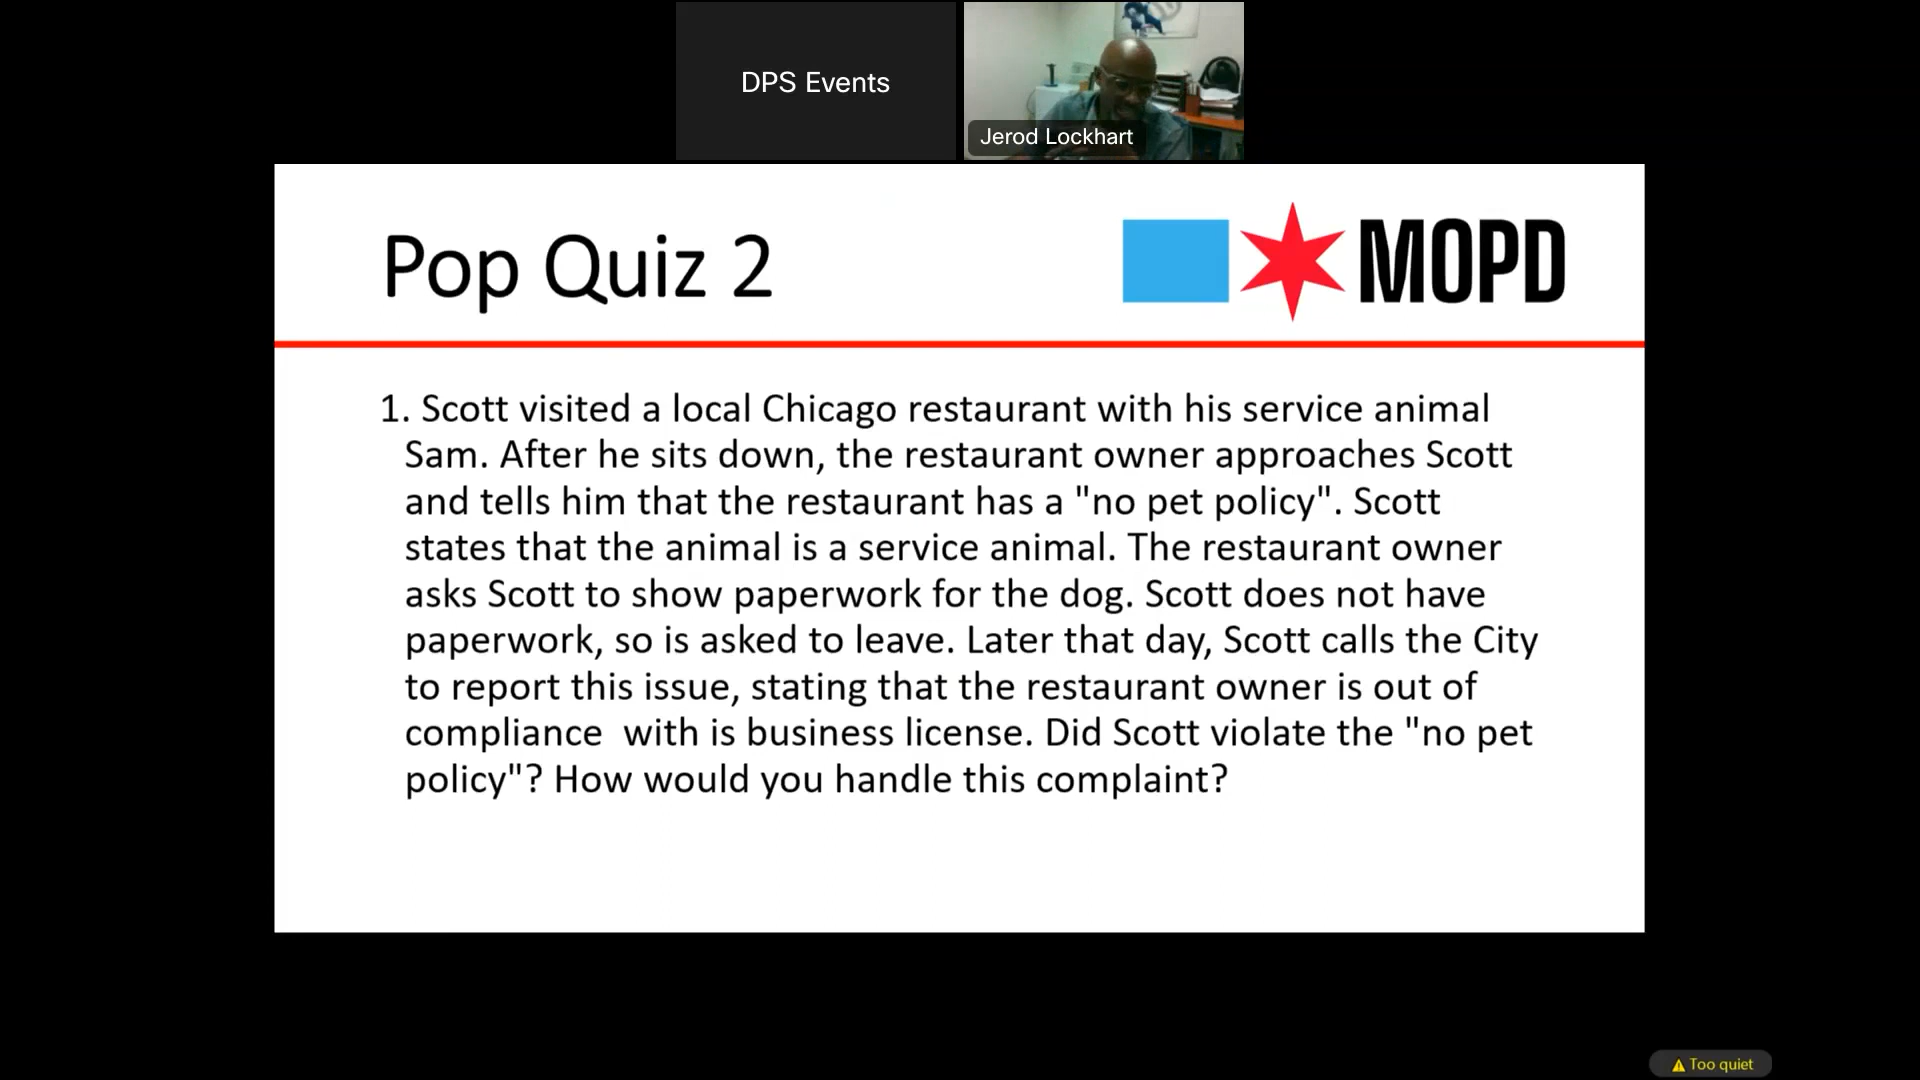 DPS Events
Jerod Lockhart
Pop Quiz 2
MOPD
1. Scott visited a local Chicago restaurant with his service animal
Sam. After he sits down, the restaurant owner approaches Scott
and tells him that the restaurant has a "no pet policy". Scott
states that the animal is a service animal. The restaurant owner
asks Scott to show paperwork for the dog. Scott does not have
paperwork, so is asked to leave. Later that day, Scott calls the City
to report this issue, stating that the restaurant owner is out of
compliance  with is business license. Did Scott violate the "no pet
policy"? How would you handle this complaint?
Too quiet